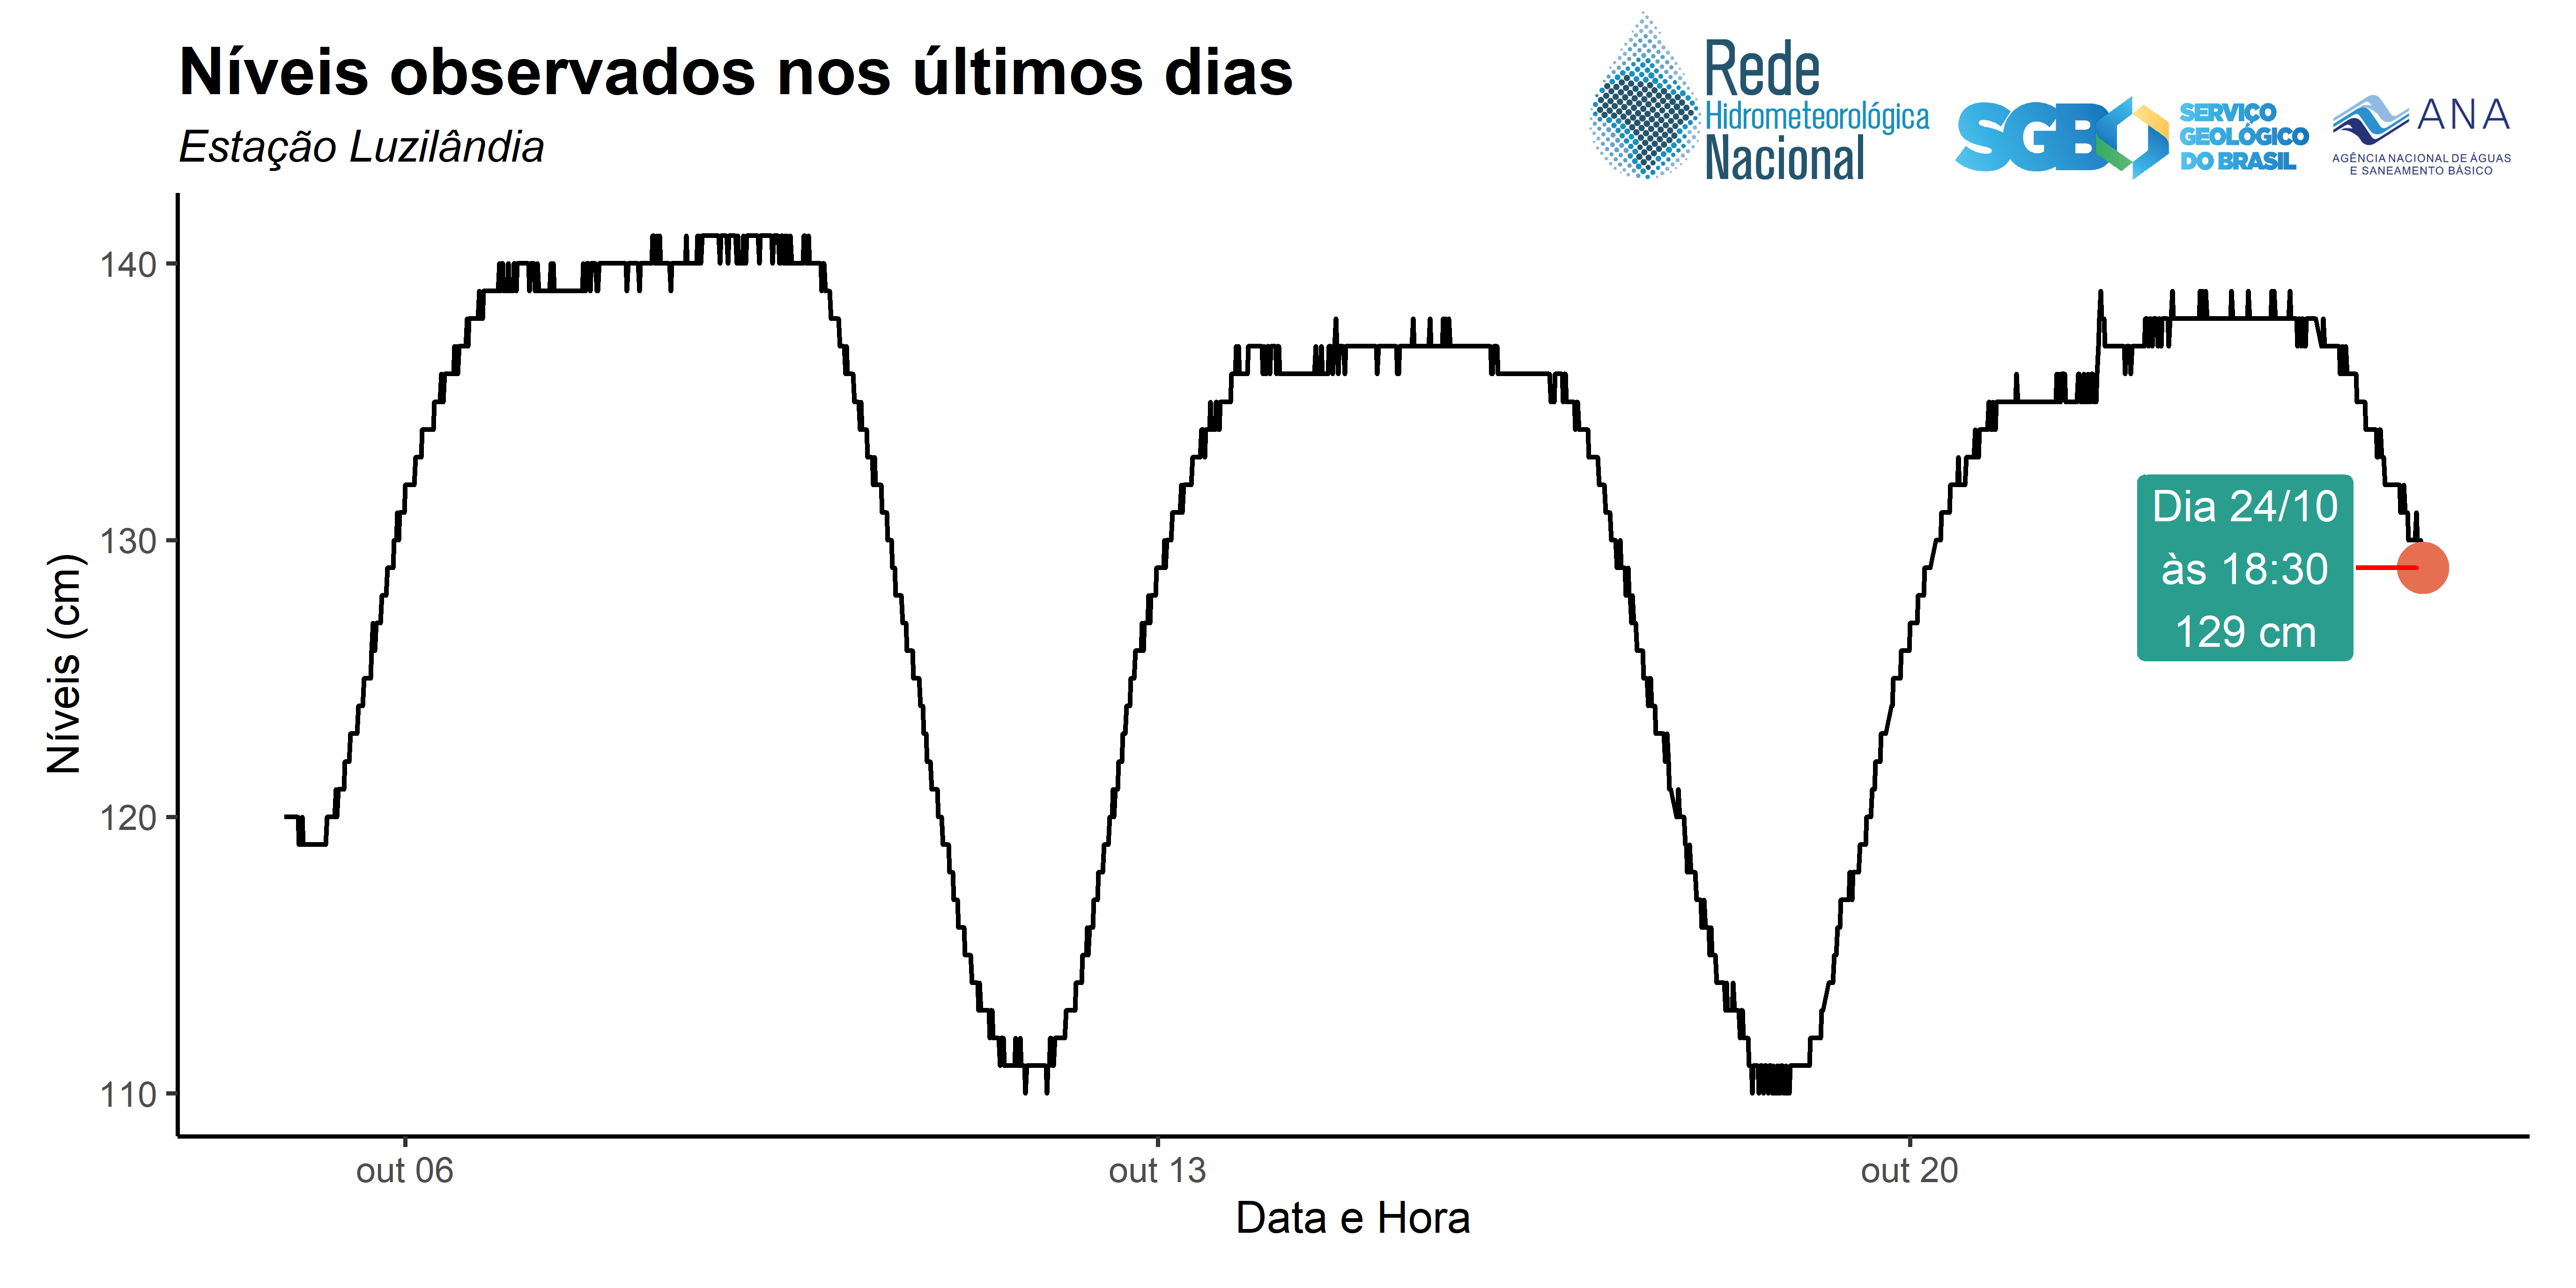 Níveis observados nos últimos dias
Estação Luzilândia
Rede
Hidrometeorológica
Nacional
SGB
SERVIÇO
GEOLÓGICO
DO BRASIL
ANA
AGÊNCIA NACIONAL DE ÁGUAS
E SANEAMENTO BÁSICO
Níveis (cm)
140
130
120
110
Dia 24/10
às 18:30
129 cm
out 06
out 13
out 20
Data e Hora